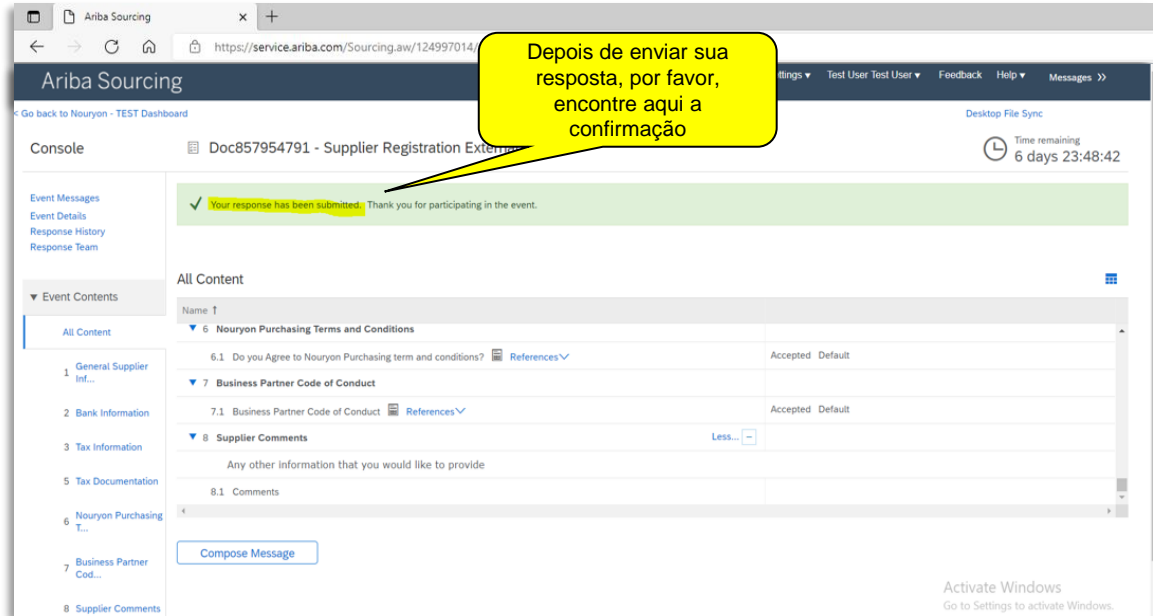 Ariba Sourcing
https://service.ariba.com/Sourcing.aw/124997014/
Depois de enviar sua
resposta, por favor,
encontre aqui a
confirmação
Ariba Sourcing
Test User Test User
Feedback
Help
Messages
< Go back to Nouryon - TEST Dashboard
Desktop File Sync
Console
Doc857954791 - Supplier Registration
Time remaining
6 days 23:48:42
Event Messages
Event Details
Response History
Response Team
Your response has been submitted. Thank you for participating in the event.
All Content
Event Contents
Name ↑
All Content
6 Nouryon Purchasing Terms and Conditions
6.1 Do you Agree to Nouryon Purchasing term and conditions? References
Accepted Default
7 Business Partner Code of Conduct
7.1 Business Partner Code of Conduct References
Accepted Default
8 Supplier Comments
Less... −
Any other information that you would like to provide
8.1 Comments
1 General Supplier
Inf...
2 Bank Information
3 Tax Information
5 Tax Documentation
6 Nouryon Purchasing
T...
7 Business Partner
Cod...
8 Supplier Comments
Compose Message
Activate Windows
Go to Settings to activate Windows.